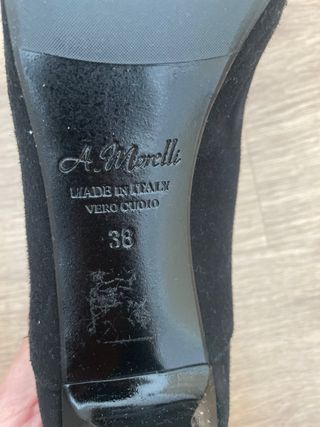 A. Morelli
MADE IN ITALY
VERO CUOIO
38